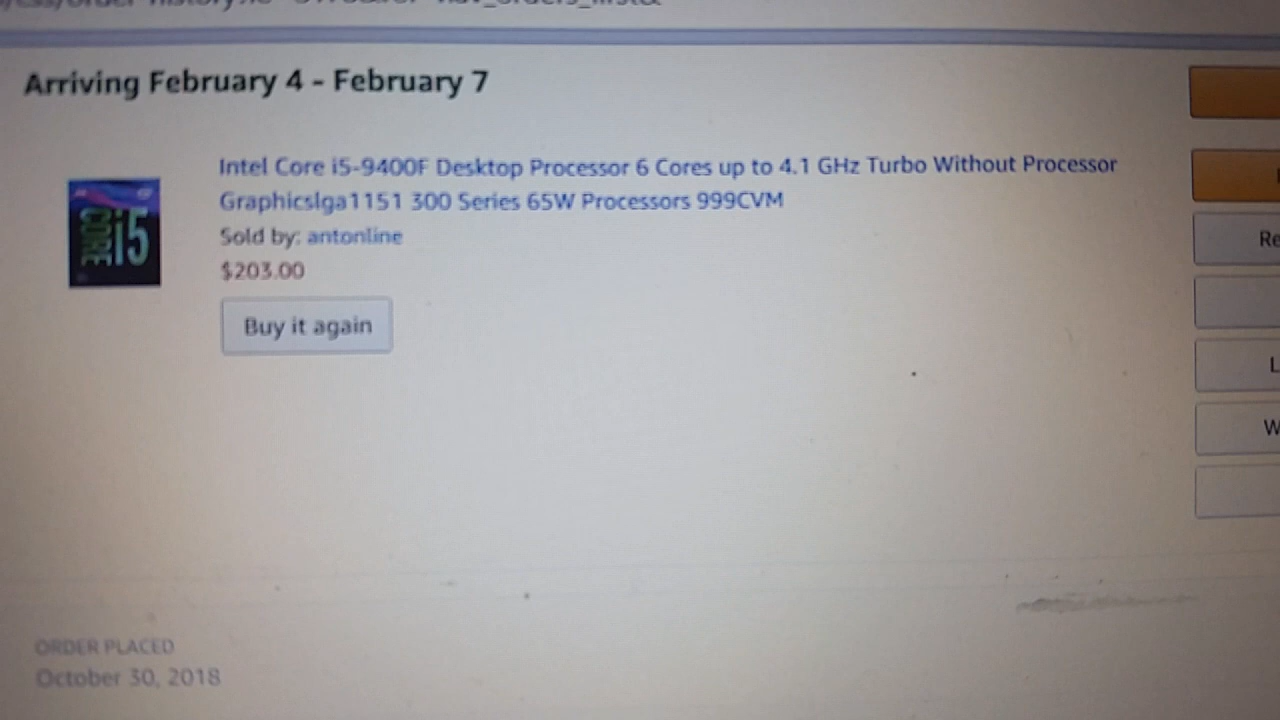 Arriving February 4 - February 7
Intel Core i5-9400F Desktop Processor 6 Cores up to 4.1 GHz Turbo Without Processor
Graphicslga1151 300 Series 65W Processors 999CVM
Sold by: antonline
$203.00
CORE i5
Buy it again
Re
L
W
ORDER PLACED
October 30, 2018